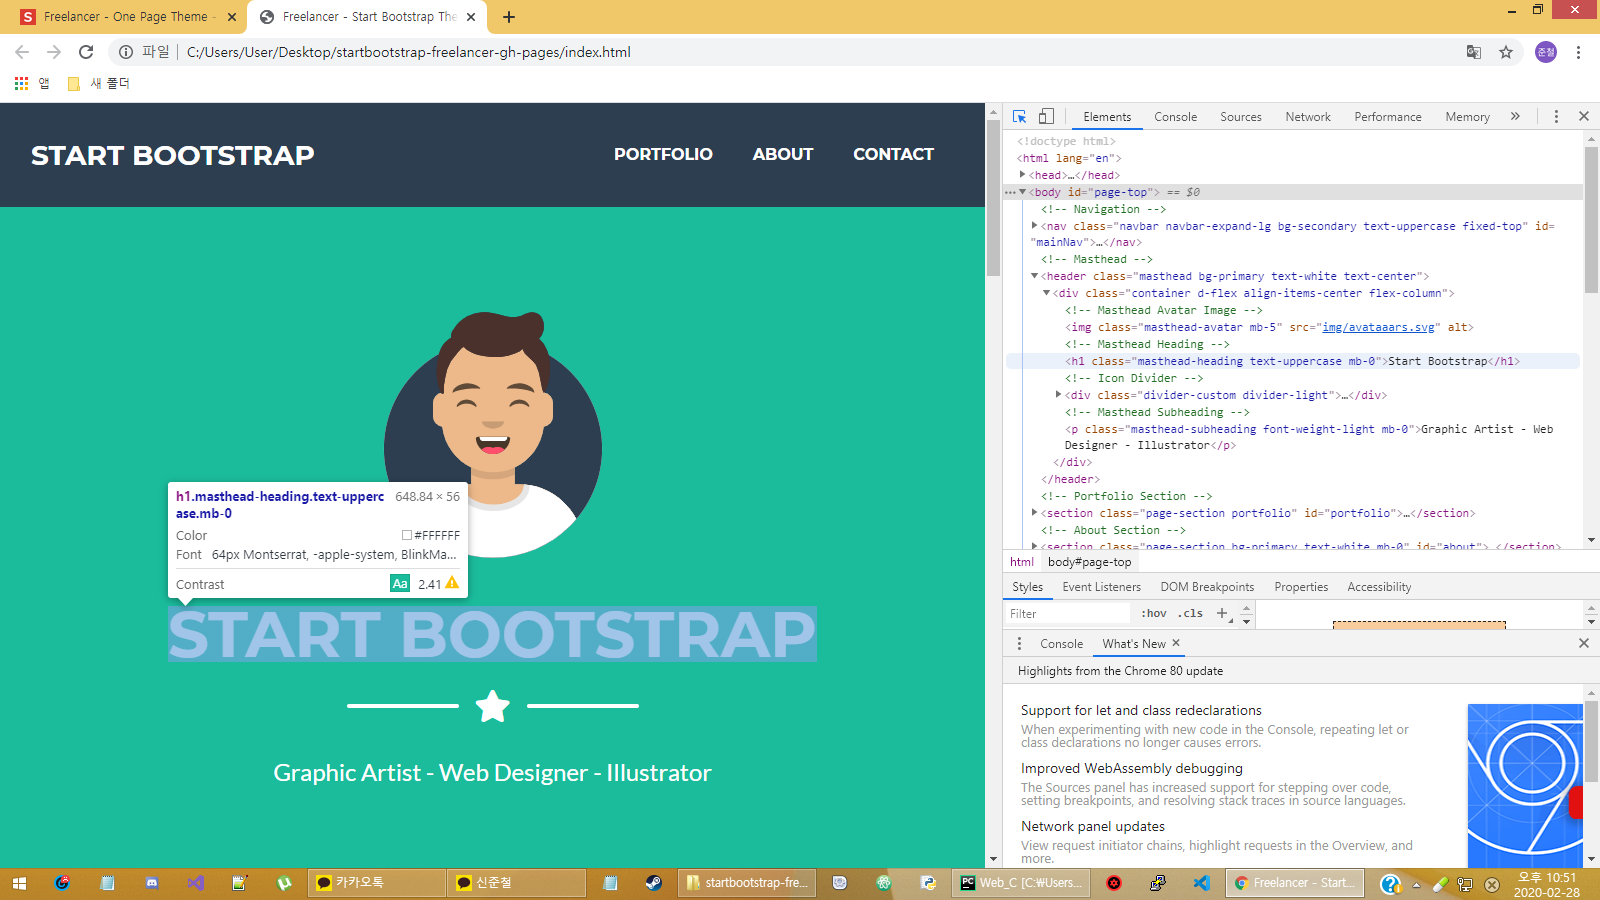 Freelancer - One Page Theme -
Freelancer - Start Bootstrap The
파일
C:/Users/User/Desktop/startbootstrap-freelancer-gh-pages/index.html
준철
앱
새 폴더
START BOOTSTRAP
PORTFOLIO
ABOUT
CONTACT
h1.masthead-heading.text-upperc
ase.mb-0
648.84 × 56
Color
#FFFFFF
Font 64px Montserrat, -apple-system, BlinkMa...
Contrast
Aa 2.41
START BOOTSTRAP
Graphic Artist - Web Designer - Illustrator
Elements
Console
Sources
Network
Performance
Memory
»
<!doctype html>
<html lang="en">
<head>…</head>
<body id="page-top"> == $0
<!-- Navigation -->
<nav class="navbar navbar-expand-lg bg-secondary text-uppercase fixed-top" id=
"mainNav">…</nav>
<!-- Masthead -->
<header class="masthead bg-primary text-white text-center">
<div class="container d-flex align-items-center flex-column">
<!-- Masthead Avatar Image -->
<img class="masthead-avatar mb-5" src="img/avataaars.svg" alt>
<!-- Masthead Heading -->
<h1 class="masthead-heading text-uppercase mb-0">Start Bootstrap</h1>
<!-- Icon Divider -->
<div class="divider-custom divider-light">…</div>
<!-- Masthead Subheading -->
<p class="masthead-subheading font-weight-light mb-0">Graphic Artist - Web
Designer - Illustrator</p>
</div>
</header>
<!-- Portfolio Section -->
<section class="page-section portfolio" id="portfolio">…</section>
<!-- About Section -->
<section class="page-section bg-primary text-white mb-0" id="about">…</section>
html
body#page-top
Styles
Event Listeners
DOM Breakpoints
Properties
Accessibility
Filter
:hov
.cls
+
Console
What's New
Highlights from the Chrome 80 update
Support for let and class redeclarations
When experimenting with new code in the Console, repeating let or
class declarations no longer causes errors.
Improved WebAssembly debugging
The Sources panel has increased support for stepping over code,
setting breakpoints, and resolving stack traces in source languages.
Network panel updates
View request initiator chains, highlight requests in the Overview, and
more.
카카오톡
신준철
startbootstrap-fre...
Web_C [C:₩Users...
Freelancer - Start...
오후 10:51
2020-02-28